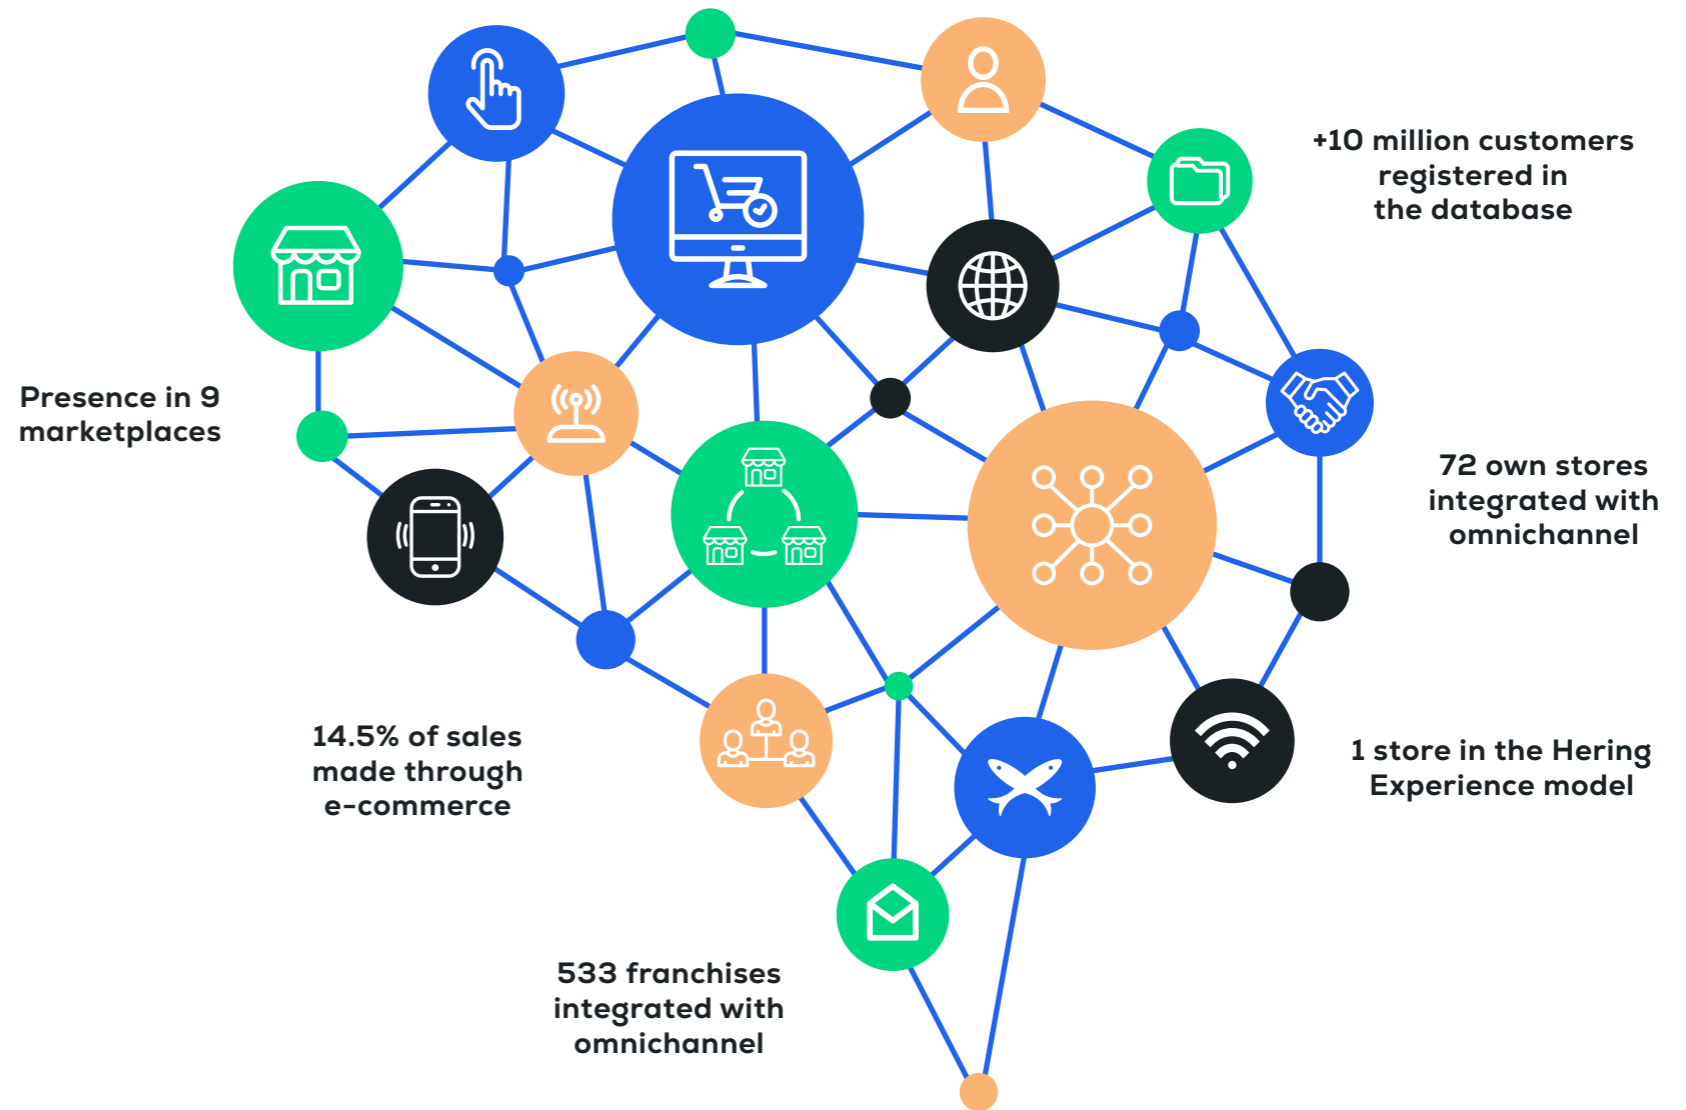 +10 million customers
registered in
the database
Presence in 9
marketplaces
72 own stores
integrated with
omnichannel
14.5% of sales
made through
e-commerce
1 store in the Hering
Experience model
533 franchises
integrated with
omnichannel